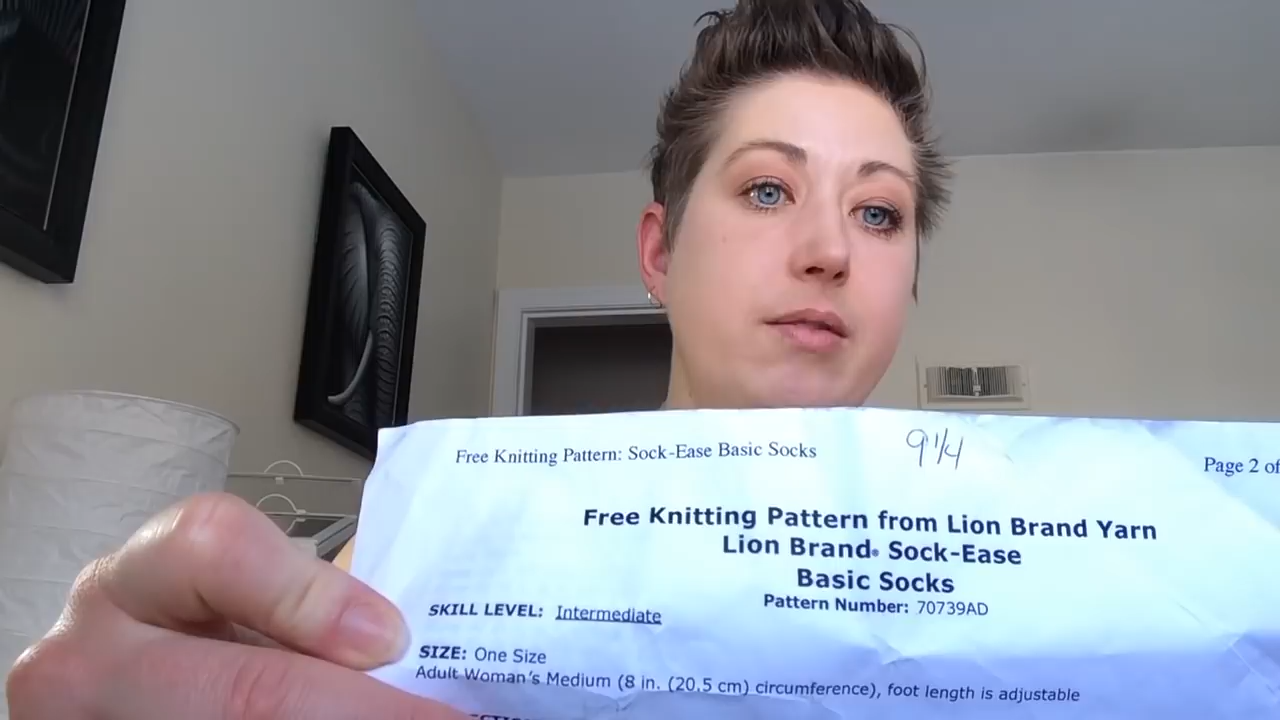 Free Knitting Pattern: Sock-Ease Basic Socks
9 1/4
Page 2 of
Free Knitting Pattern from Lion Brand Yarn
Lion Brand® Sock-Ease
Basic Socks
Pattern Number: 70739AD
SKILL LEVEL: Intermediate
SIZE: One Size
Adult Woman's Medium (8 in. (20.5 cm) circumference), foot length is adjustable